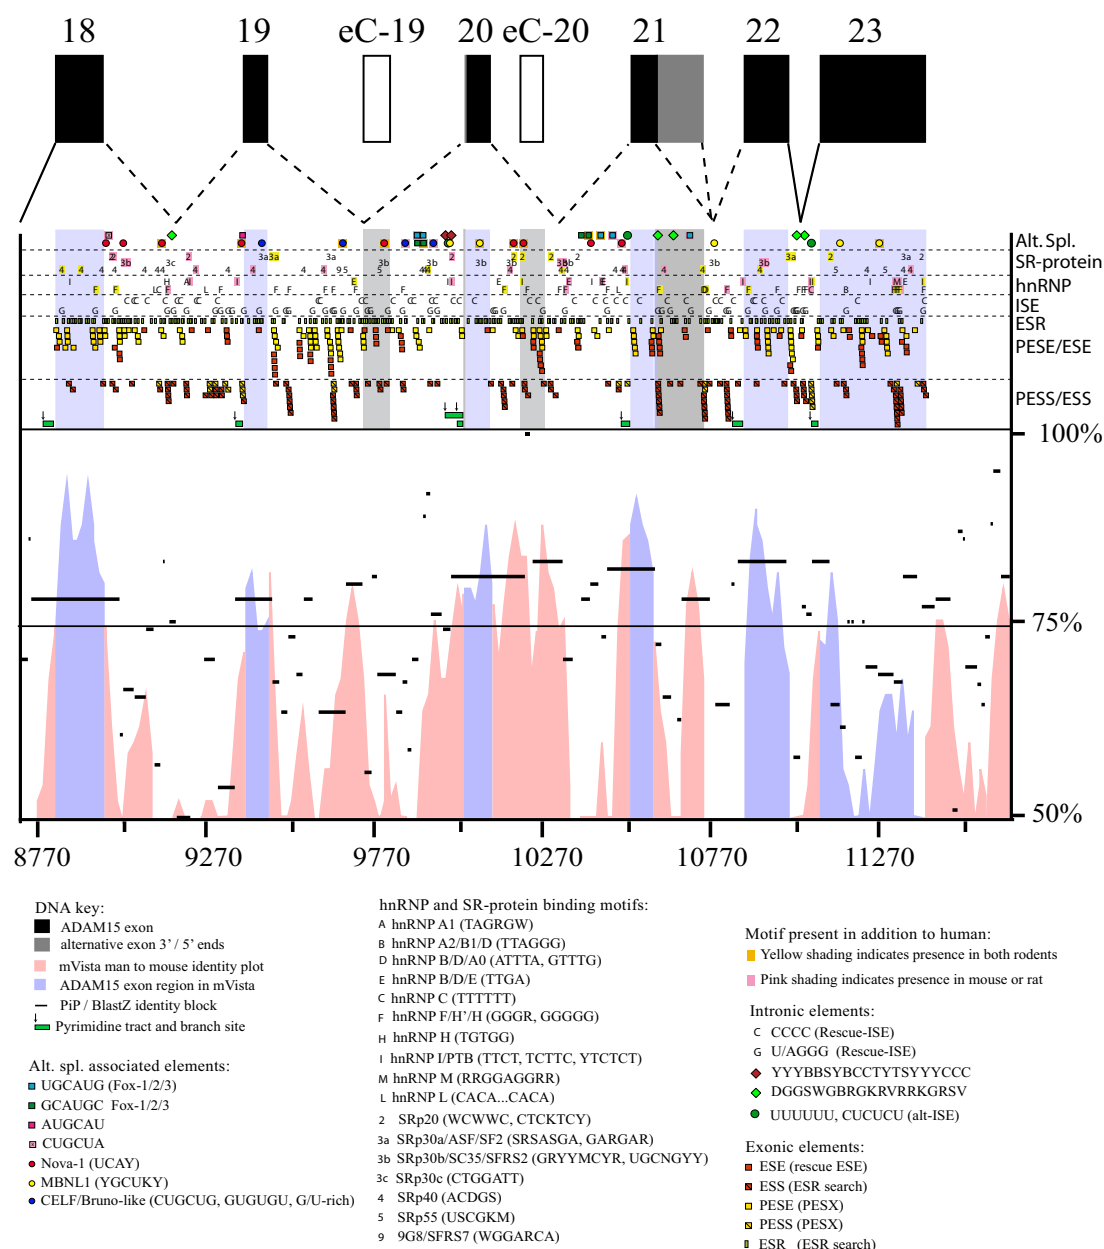 18 19 eC-19 20 eC-20 21 22 23
Alt. Spl.
SR-protein
hnRNP
ISE
ESR
PESE/ESE
PESS/ESS
100%
75%
50%
8770 9270 9770 10270 10770 11270
DNA key:
ADAM15 exon
alternative exon 3' / 5' ends
mVista man to mouse identity plot
ADAM15 exon region in mVista
PiP / BlastZ identity block
Pyrimidine tract and branch site
Alt. spl. associated elements:
UGCAUG (Fox-1/2/3)
GCAUGC Fox-1/2/3
AUGCAU
CUGCUA
Nova-1 (UCAY)
MBNL1 (YGCUKY)
CELF/Bruno-like (CUGCUG, GUGUGU, G/U-rich)
hnRNP and SR-protein binding motifs:
A hnRNP A1 (TAGRGW)
B hnRNP A2/B1/D (TTAGGG)
D hnRNP B/D/A0 (ATTTA, GTTTG)
E hnRNP B/D/E (TTGA)
C hnRNP C (TTTTTT)
F hnRNP F/H'/H (GGGR, GGGGG)
H hnRNP H (TGTGG)
I hnRNP I/PTB (TTCT, TCTTC, YTCTCT)
M hnRNP M (RRGGAGGRR)
L hnRNP L (CACA...CACA)
2 SRp20 (WCWWC, CTCKTCY)
3a SRp30a/ASF/SF2 (SRSASGA, GARGAR)
3b SRp30b/SC35/SFRS2 (GRYYMCYR, UGCNGYY)
3c SRp30c (CTGGATT)
4 SRp40 (ACDGS)
5 SRp55 (USCGKM)
9 9G8/SFRS7 (WGGARCA)
Motif present in addition to human:
Yellow shading indicates presence in both rodents
Pink shading indicates presence in mouse or rat
Intronic elements:
C CCCC (Rescue-ISE)
G U/AGGG (Rescue-ISE)
YYYBBSYBCCTYTSYYYCCC
DGGSWGBRGKRVRRKGRSV
UUUUUU, CUCUCU (alt-ISE)
Exonic elements:
ESE (rescue ESE)
ESS (ESR search)
PESE (PESX)
PESS (PESX)
ESR (ESR search)